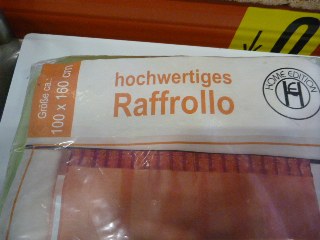 Größe ca.:
100 x 160 cm
hochwertiges
Raffrollo
HOME EDITION